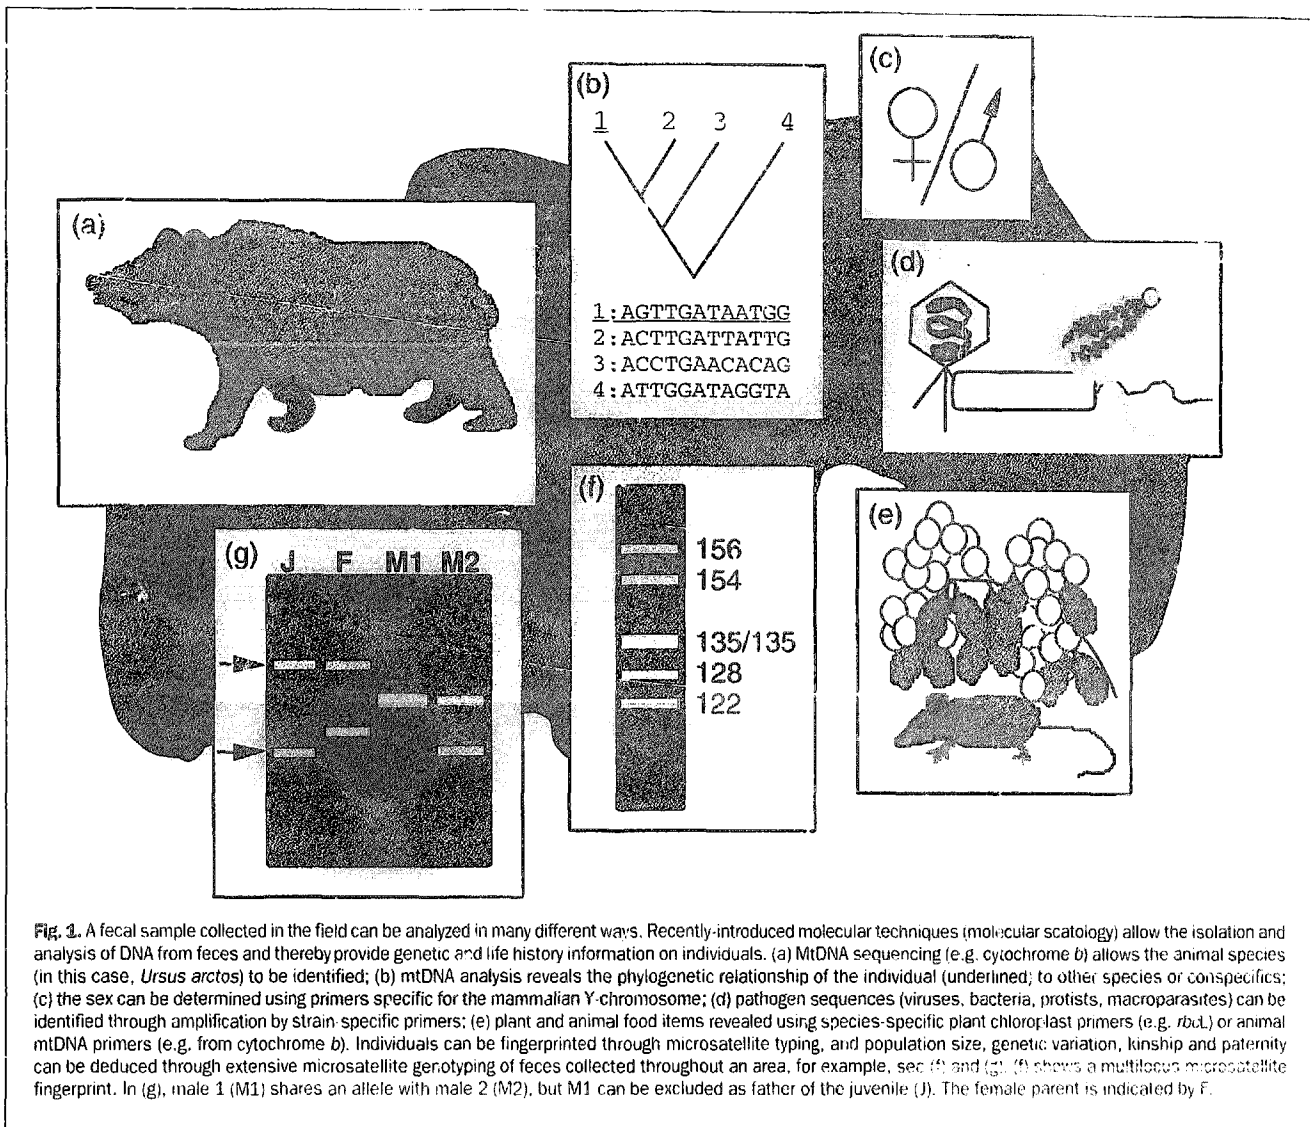 (a)
(b)
1 2 3 4
1:AGTTGATAATGG
2:ACTTGATTATTG
3:ACCTGAACACAG
4:ATTGGATAGGTA
(c)
(d)
(e)
(f)
156
154
135/135
128
122
(g)
J F M1 M2
Fig. 1. A fecal sample collected in the field can be analyzed in many different ways. Recently-introduced molecular techniques (molecular scatology) allow the isolation and
analysis of DNA from feces and thereby provide genetic and life history information on individuals. (a) MtDNA sequencing (e.g. cytochrome b) allows the animal species
(in this case, Ursus arctos) to be identified; (b) mtDNA analysis reveals the phylogenetic relationship of the individual (underlined) to other species or conspecifics;
(c) the sex can be determined using primers specific for the mammalian Y-chromosome; (d) pathogen sequences (viruses, bacteria, protists, macroparasites) can be
identified through amplification by strain-specific primers; (e) plant and animal food items revealed using species-specific plant chloroplast primers (e.g. rbcL) or animal
mtDNA primers (e.g. from cytochrome b). Individuals can be fingerprinted through microsatellite typing, and population size, genetic variation, kinship and paternity
can be deduced through extensive microsatellite genotyping of feces collected throughout an area, for example, see (f) and (g). (f) shows a multilocus microsatellite
fingerprint. In (g), male 1 (M1) shares an allele with male 2 (M2), but M1 can be excluded as father of the juvenile (J). The female parent is indicated by F.